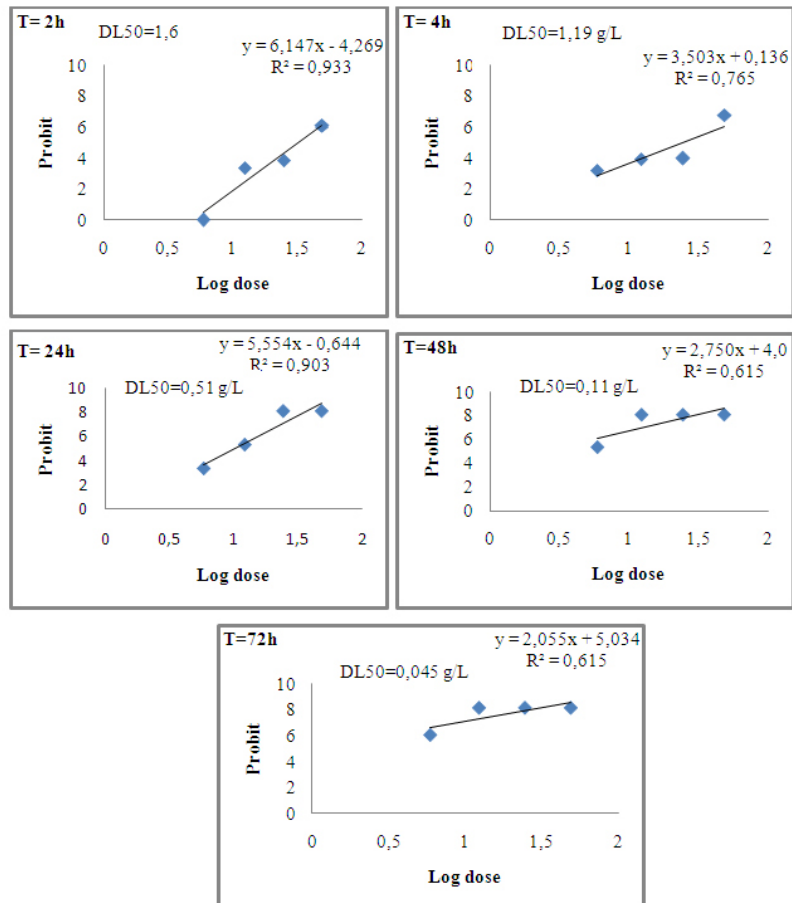 T= 2h
DL50=1,6
y = 6,147x - 4,269
R² = 0,933
10
8
6
4
2
0
Probit
0 0,5 1 1,5 2
Log dose
T= 4h
DL50=1,19 g/L
y = 3,503x + 0,136
R² = 0,765
10
8
6
4
2
0
Probit
0 0,5 1 1,5 2
Log dose
T= 24h
y = 5,554x - 0,644
R² = 0,903
DL50=0,51 g/L
10
8
6
4
2
0
Probit
0 0,5 1 1,5 2
Log dose
T=48h
y = 2,750x + 4,0
R² = 0,615
DL50=0,11 g/L
10
8
6
4
2
0
Probit
0 0,5 1 1,5 2
Log dose
T=72h
y = 2,055x + 5,034
R² = 0,615
DL50=0,045 g/L
10
8
6
4
2
0
Probit
0 0,5 1 1,5 2
Log dose